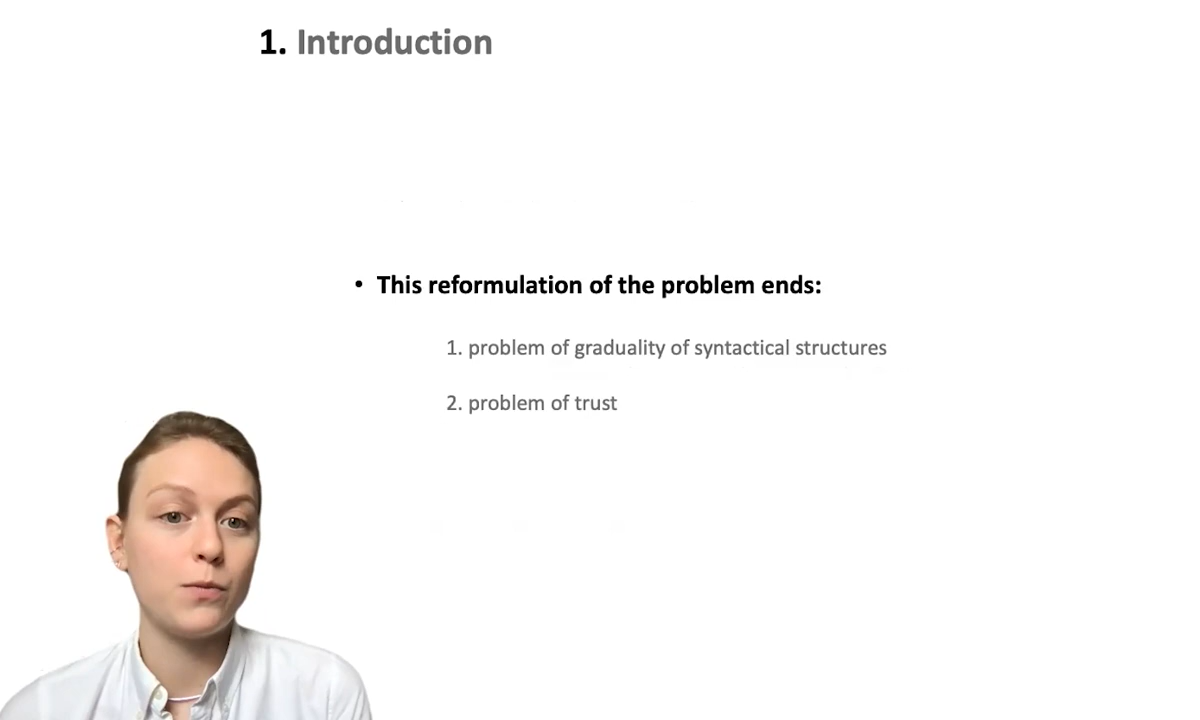 1. Introduction
• This reformulation of the problem ends:
1. problem of graduality of syntactical structures
2. problem of trust